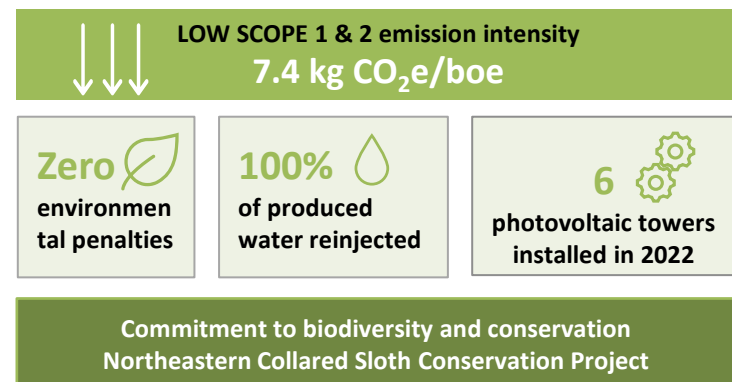 LOW SCOPE 1 & 2 emission intensity
7.4 kg CO₂e/boe
Zero
environmen
tal penalties
100%
of produced
water reinjected
6
photovoltaic towers
installed in 2022
Commitment to biodiversity and conservation
Northeastern Collared Sloth Conservation Project